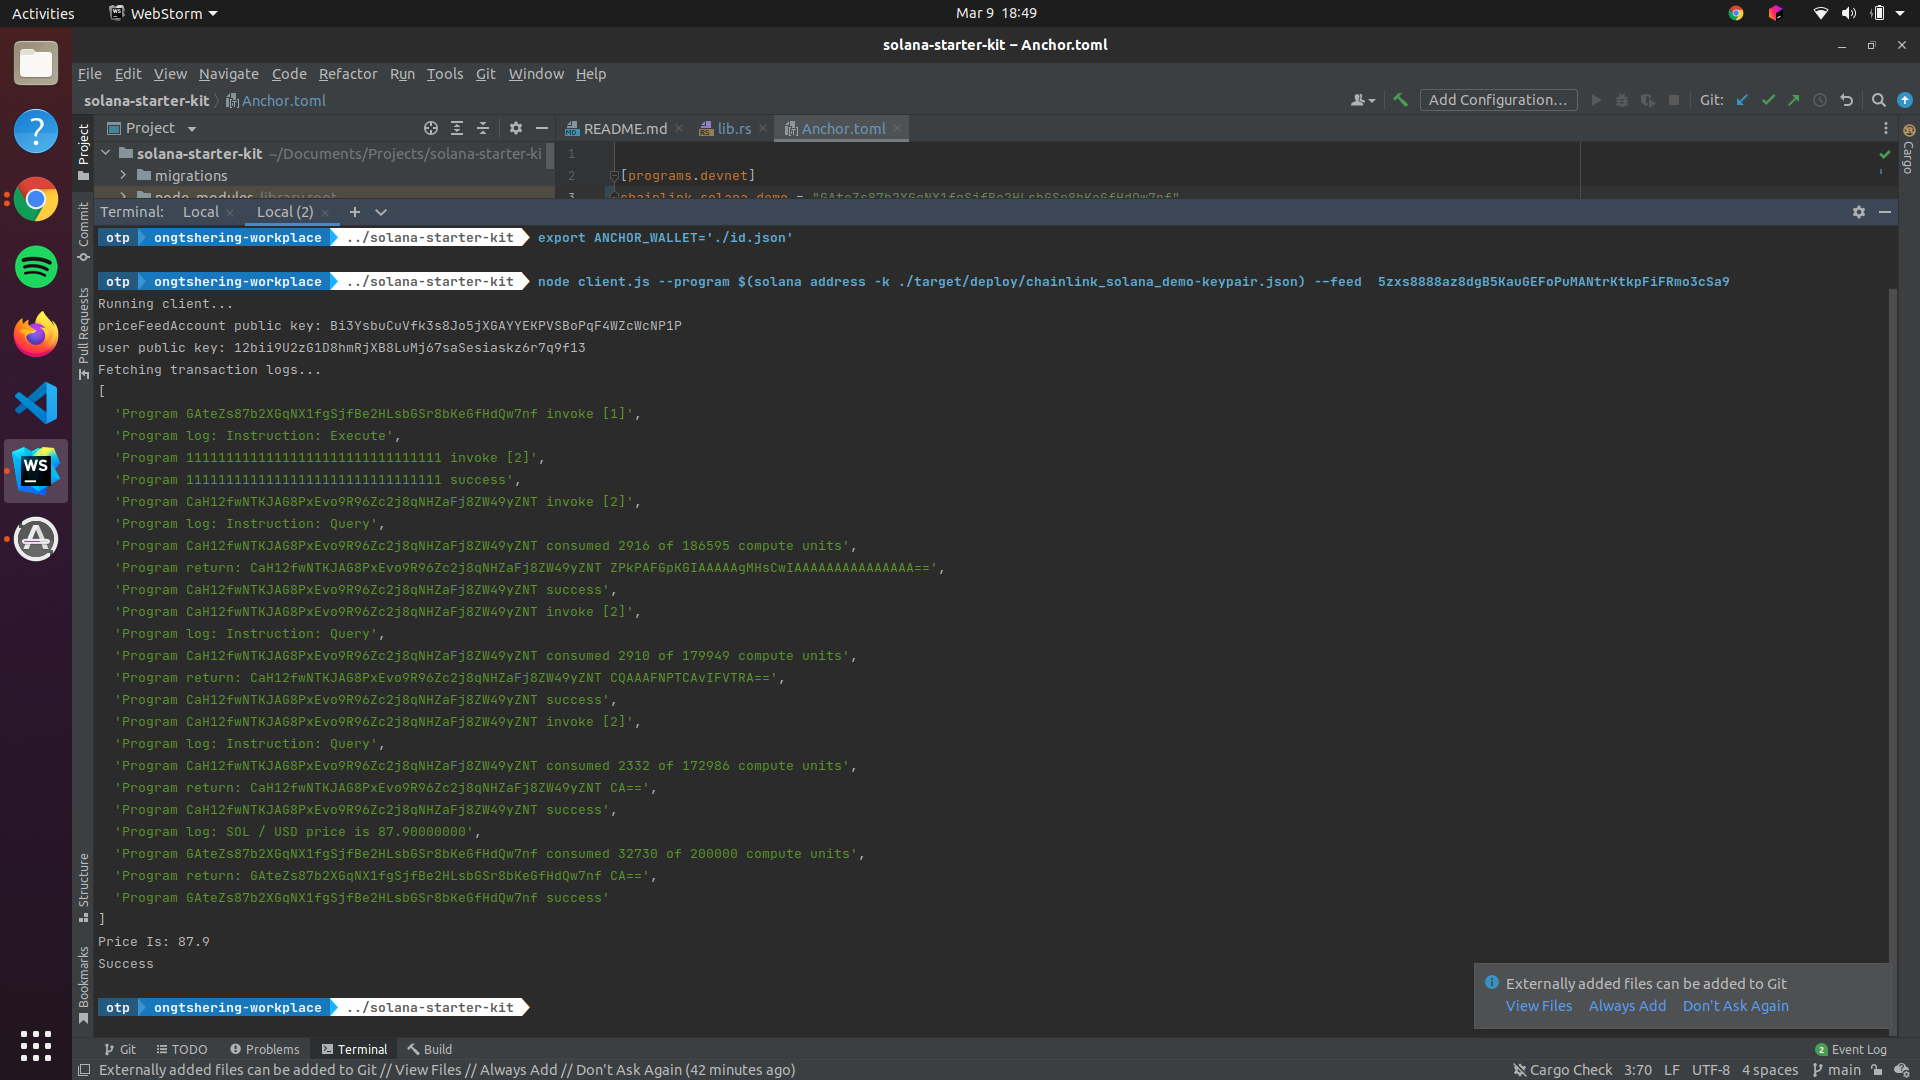 Activities
WebStorm
Mar 9 18:49
solana-starter-kit – Anchor.toml
File Edit View Navigate Code Refactor Run Tools Git Window Help
solana-starter-kit Anchor.toml
Add Configuration...
Git:
Project
Project
README.md
lib.rs
Anchor.toml
Cargo
solana-starter-kit ~/Documents/Projects/solana-starter-ki
migrations
node_modules library root
1
2 [programs.devnet]
3 chainlink_solana_demo = "GAteZs87b2XGqNX1fgSjfBe2HLsbGSr8bKeGfHdQw7nf"
Commit
Pull Requests
Structure
Bookmarks
Terminal: Local Local (2)
otp ongtshering-workplace ../solana-starter-kit export ANCHOR_WALLET='./id.json'
otp ongtshering-workplace ../solana-starter-kit node client.js --program $(solana address -k ./target/deploy/chainlink_solana_demo-keypair.json) --feed 5zxs8888az8dgB5KauGEFoPuMANtrKtkpFiFRmo3cSa9
Running client...
priceFeedAccount public key: Bi3YsbuCuVfk3s8Jo5jXGAYYEKPVSBoPqF4WZcWcNP1P
user public key: 12bii9U2zG1D8hmRjXB8LuMj67saSesiaskz6r7q9f13
Fetching transaction logs...
[
'Program GAteZs87b2XGqNX1fgSjfBe2HLsbGSr8bKeGfHdQw7nf invoke [1]',
'Program log: Instruction: Execute',
'Program 11111111111111111111111111111111 invoke [2]',
'Program 11111111111111111111111111111111 success',
'Program CaH12fwNTKJAG8PxEvo9R96Zc2j8qNHZaFj8ZW49yZNT invoke [2]',
'Program log: Instruction: Query',
'Program CaH12fwNTKJAG8PxEvo9R96Zc2j8qNHZaFj8ZW49yZNT consumed 2916 of 186595 compute units',
'Program return: CaH12fwNTKJAG8PxEvo9R96Zc2j8qNHZaFj8ZW49yZNT ZPkPAFGpKGIAAAAAgMHsCwIAAAAAAAAAAAAAAA==',
'Program CaH12fwNTKJAG8PxEvo9R96Zc2j8qNHZaFj8ZW49yZNT success',
'Program CaH12fwNTKJAG8PxEvo9R96Zc2j8qNHZaFj8ZW49yZNT invoke [2]',
'Program log: Instruction: Query',
'Program CaH12fwNTKJAG8PxEvo9R96Zc2j8qNHZaFj8ZW49yZNT consumed 2910 of 179949 compute units',
'Program return: CaH12fwNTKJAG8PxEvo9R96Zc2j8qNHZaFj8ZW49yZNT CQAAAFNPTCAvIFVTRA==',
'Program CaH12fwNTKJAG8PxEvo9R96Zc2j8qNHZaFj8ZW49yZNT success',
'Program CaH12fwNTKJAG8PxEvo9R96Zc2j8qNHZaFj8ZW49yZNT invoke [2]',
'Program log: Instruction: Query',
'Program CaH12fwNTKJAG8PxEvo9R96Zc2j8qNHZaFj8ZW49yZNT consumed 2332 of 172986 compute units',
'Program return: CaH12fwNTKJAG8PxEvo9R96Zc2j8qNHZaFj8ZW49yZNT CA==',
'Program CaH12fwNTKJAG8PxEvo9R96Zc2j8qNHZaFj8ZW49yZNT success',
'Program log: SOL / USD price is 87.90000000',
'Program GAteZs87b2XGqNX1fgSjfBe2HLsbGSr8bKeGfHdQw7nf consumed 32730 of 200000 compute units',
'Program return: GAteZs87b2XGqNX1fgSjfBe2HLsbGSr8bKeGfHdQw7nf CA==',
'Program GAteZs87b2XGqNX1fgSjfBe2HLsbGSr8bKeGfHdQw7nf success'
]
Price Is: 87.9
Success
otp ongtshering-workplace ../solana-starter-kit
Externally added files can be added to Git
View Files Always Add Don't Ask Again
Git TODO Problems Terminal Build
2 Event Log
Externally added files can be added to Git // View Files // Always Add // Don't Ask Again (42 minutes ago)
Cargo Check 3:70 LF UTF-8 4 spaces main